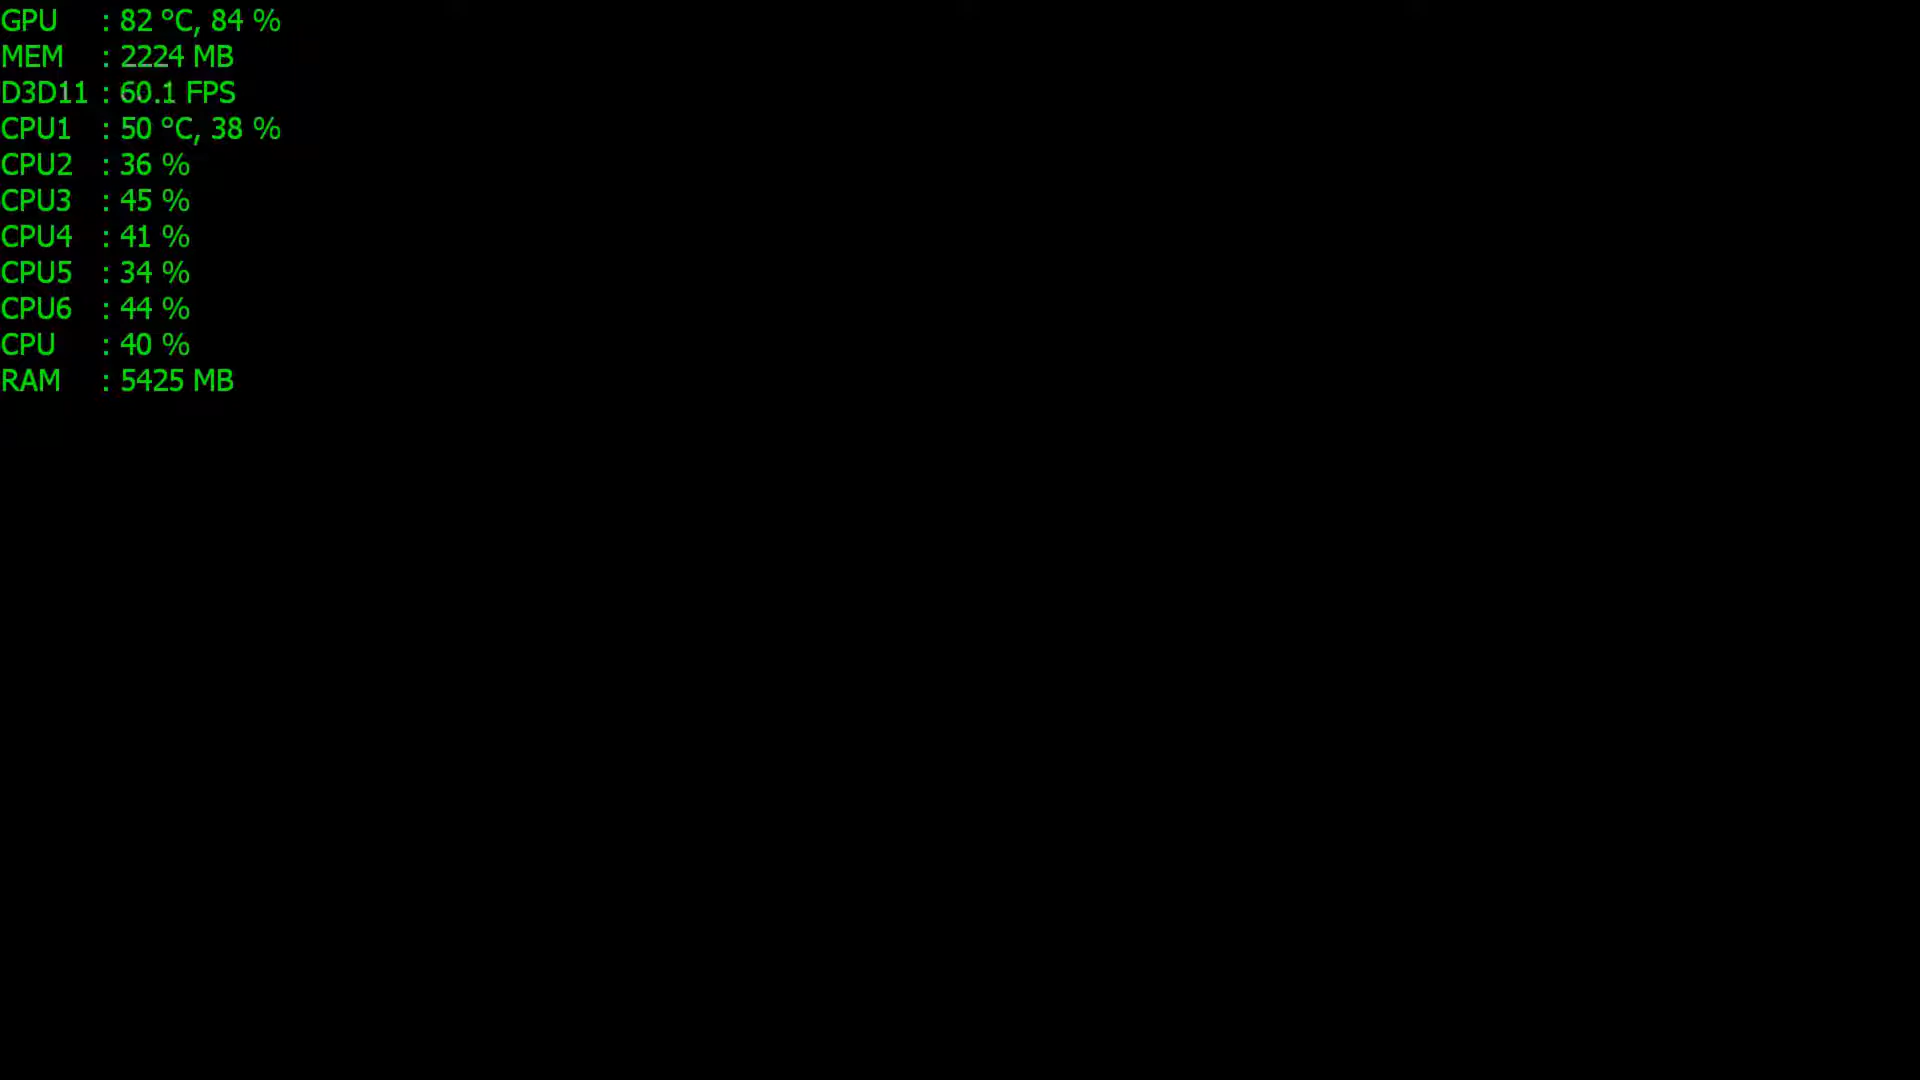 GPU : 82 °C, 84 %
MEM : 2224 MB
D3D11 : 60.1 FPS
CPU1 : 50 °C, 38 %
CPU2 : 36 %
CPU3 : 45 %
CPU4 : 41 %
CPU5 : 34 %
CPU6 : 44 %
CPU : 40 %
RAM : 5425 MB